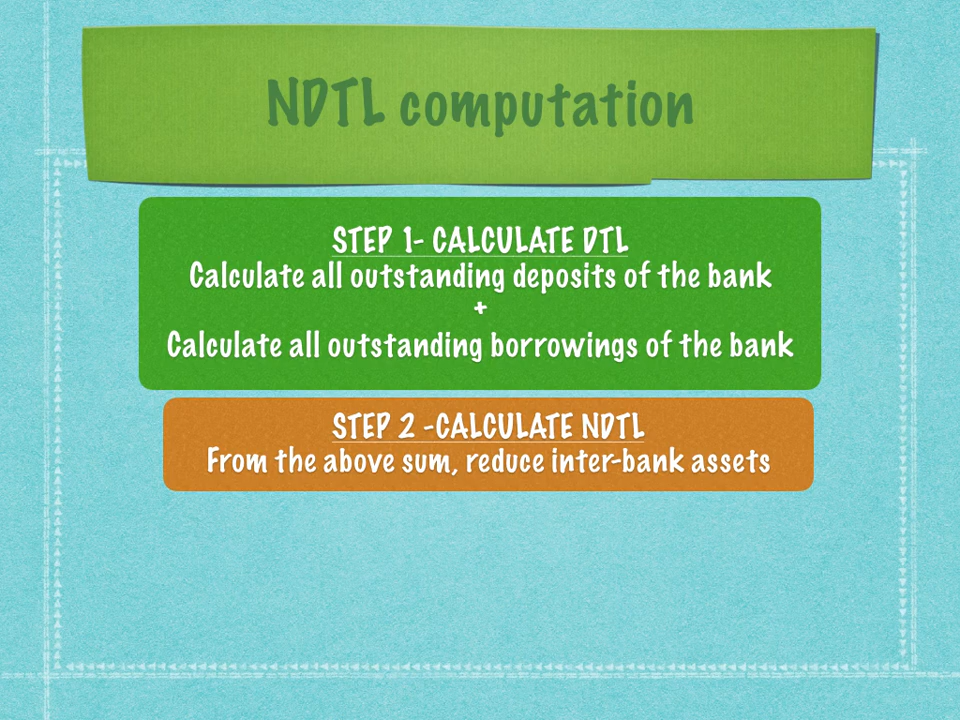 NDTL computation
STEP 1- CALCULATE DTL
Calculate all outstanding deposits of the bank
+
Calculate all outstanding borrowings of the bank
STEP 2 -CALCULATE NDTL
From the above sum, reduce inter-bank assets